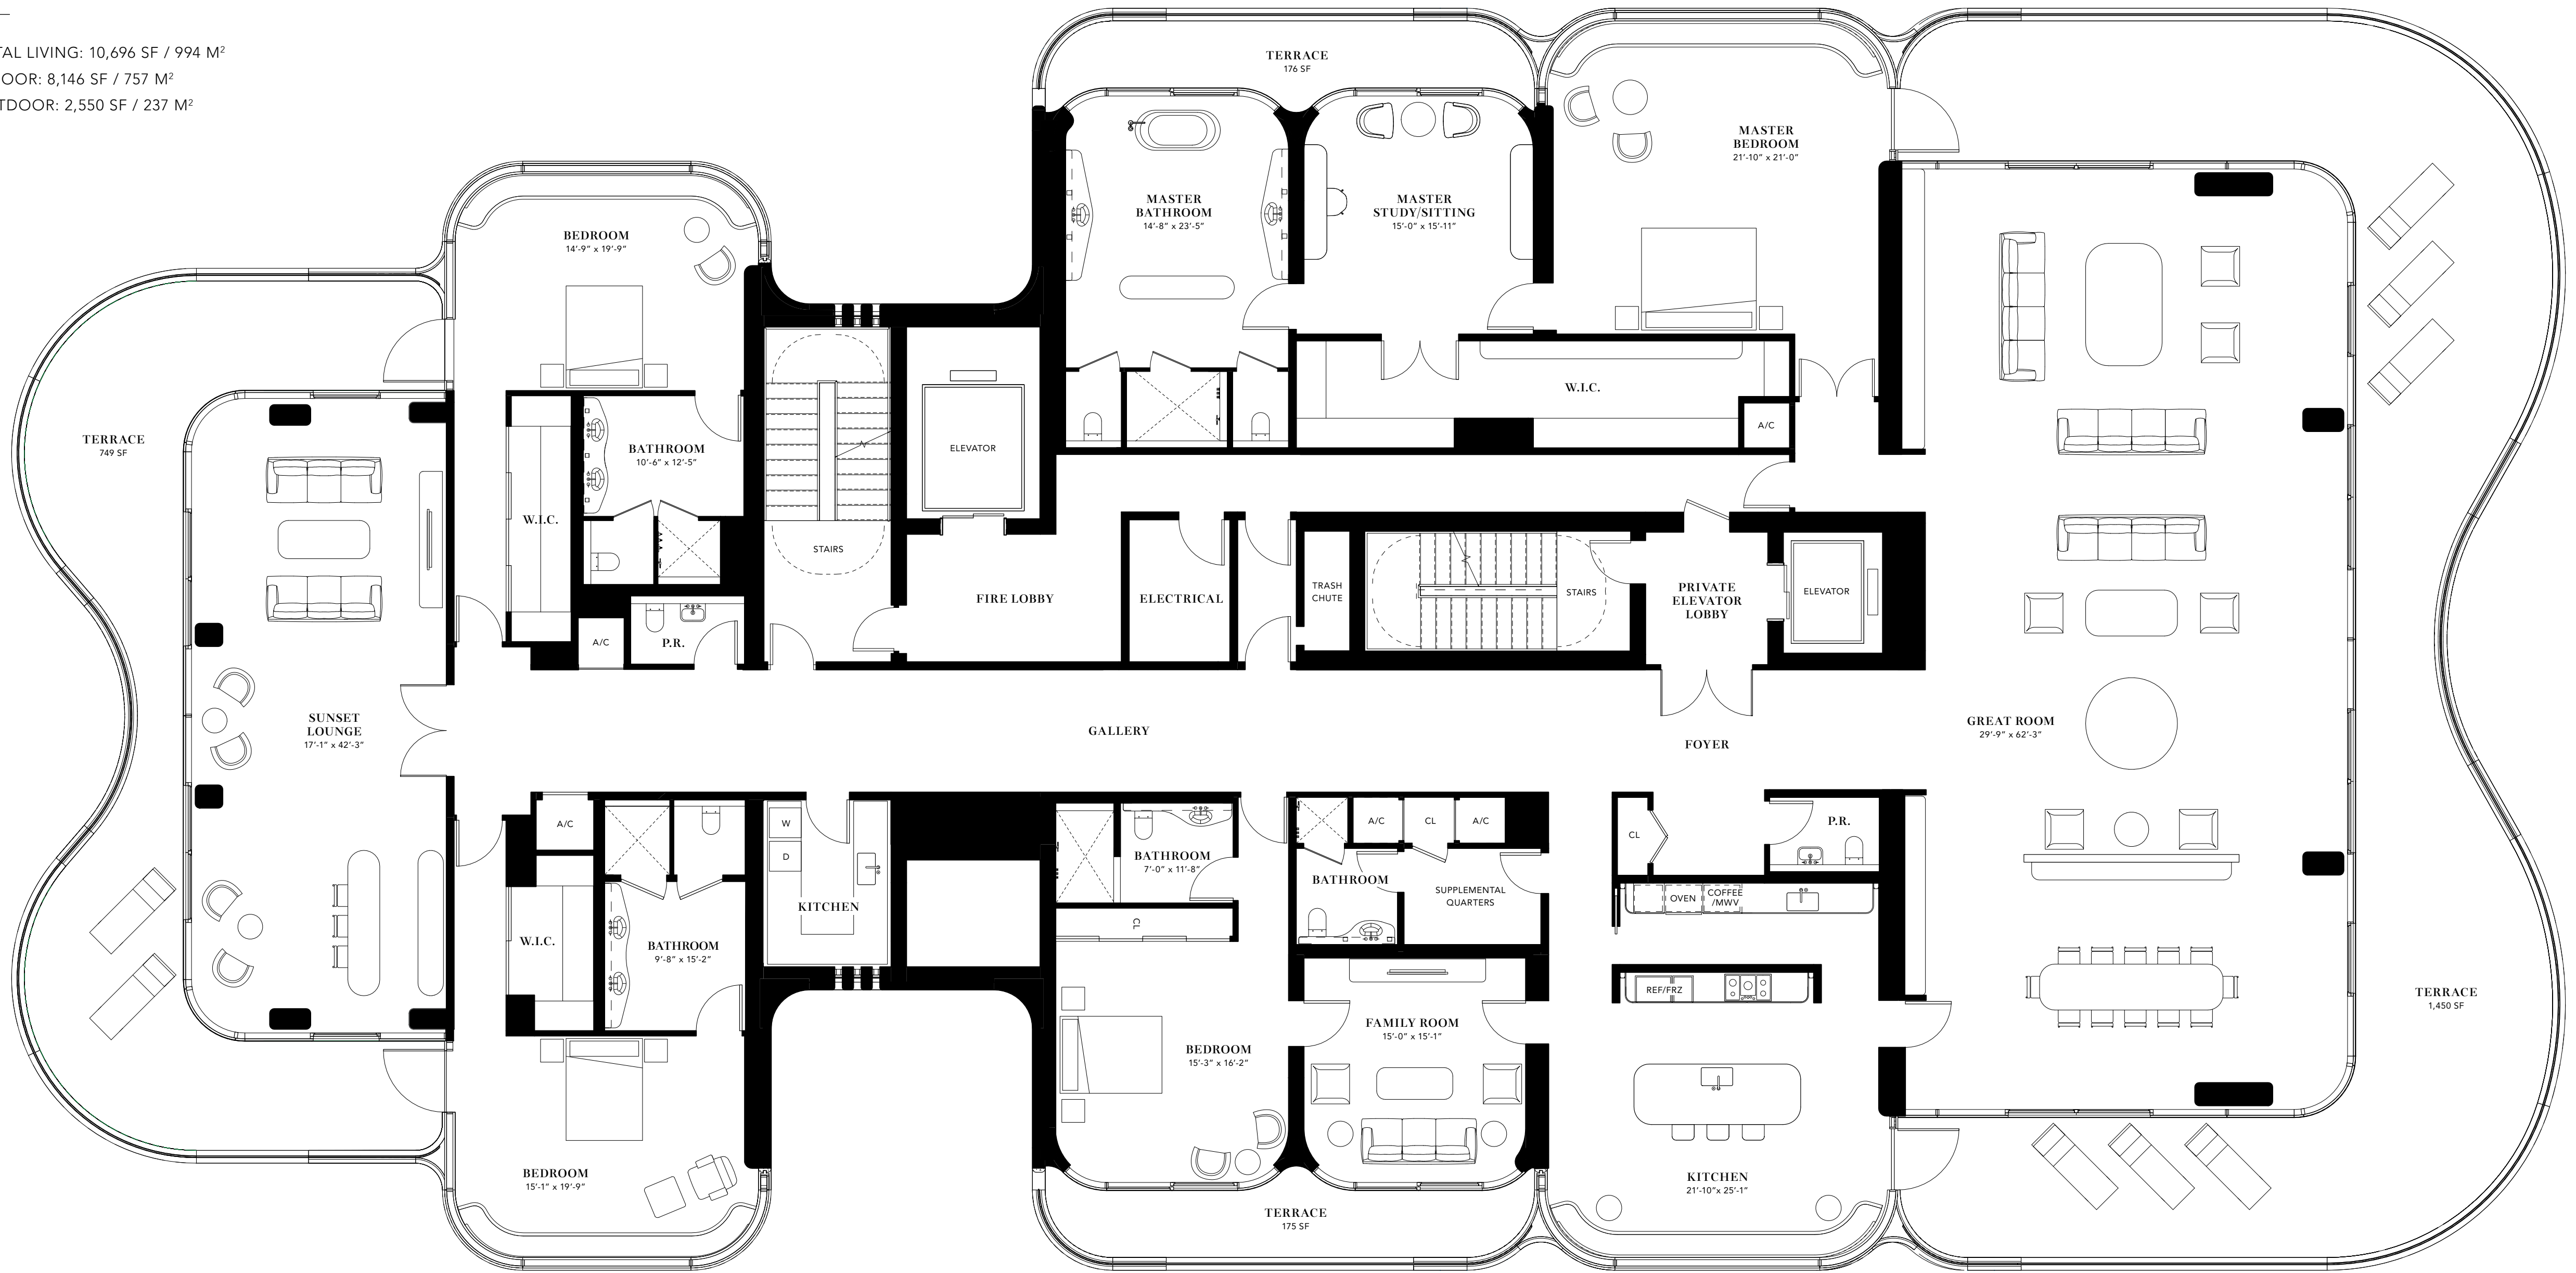 TAL LIVING: 10,696 SF / 994 M²
OOR: 8,146 SF / 757 M²
TDOOR: 2,550 SF / 237 M²
TERRACE
176 SF
MASTER
BEDROOM
21'-10" x 21'-0"
MASTER
BATHROOM
14'-8" x 23'-5"
MASTER
STUDY/SITTING
15'-0" x 15'-11"
BEDROOM
14'-9" x 19'-9"
W.I.C.
A/C
TERRACE
749 SF
BATHROOM
10'-6" x 12'-5"
ELEVATOR
W.I.C.
STAIRS
FIRE LOBBY
ELECTRICAL
TRASH
CHUTE
STAIRS
PRIVATE
ELEVATOR
LOBBY
ELEVATOR
A/C
P.R.
SUNSET
LOUNGE
17'-1" x 42'-3"
GALLERY
FOYER
GREAT ROOM
29'-9" x 62'-3"
A/C
W
D
KITCHEN
BATHROOM
7'-0" x 11'-8"
CL
A/C
CL
A/C
BATHROOM
SUPPLEMENTAL
QUARTERS
CL
P.R.
OVEN
COFFEE
/MWV
W.I.C.
BATHROOM
9'-8" x 15'-2"
REF/FRZ
TERRACE
1,450 SF
BEDROOM
15'-3" x 16'-2"
FAMILY ROOM
15'-0" x 15'-1"
BEDROOM
15'-1" x 19'-9"
KITCHEN
21'-10"x 25'-1"
TERRACE
175 SF